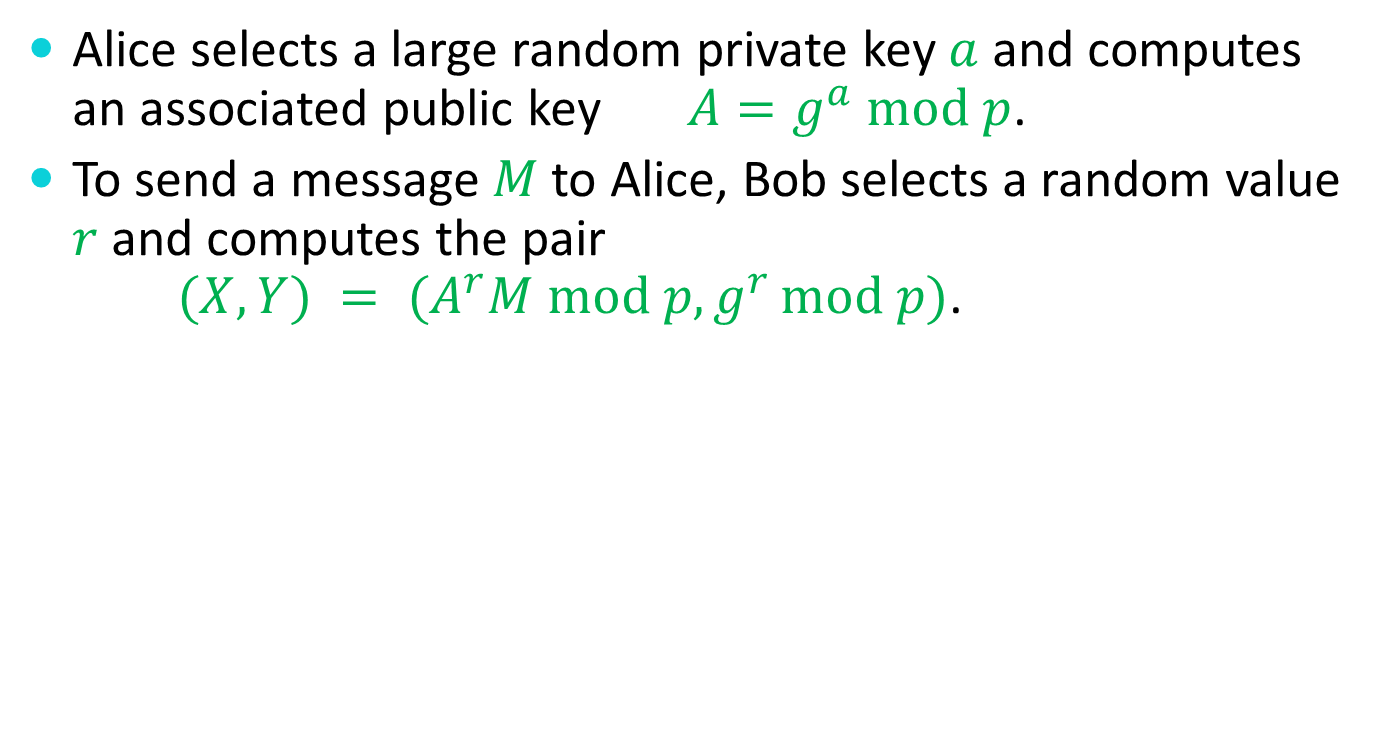 • Alice selects a large random private key 𝑎 and computes
an associated public key 𝐴 = 𝑔^𝑎 mod 𝑝.
• To send a message 𝑀 to Alice, Bob selects a random value
𝑟 and computes the pair
(𝑋, 𝑌) = (𝐴^𝑟 𝑀 mod 𝑝, 𝑔^𝑟 mod 𝑝).